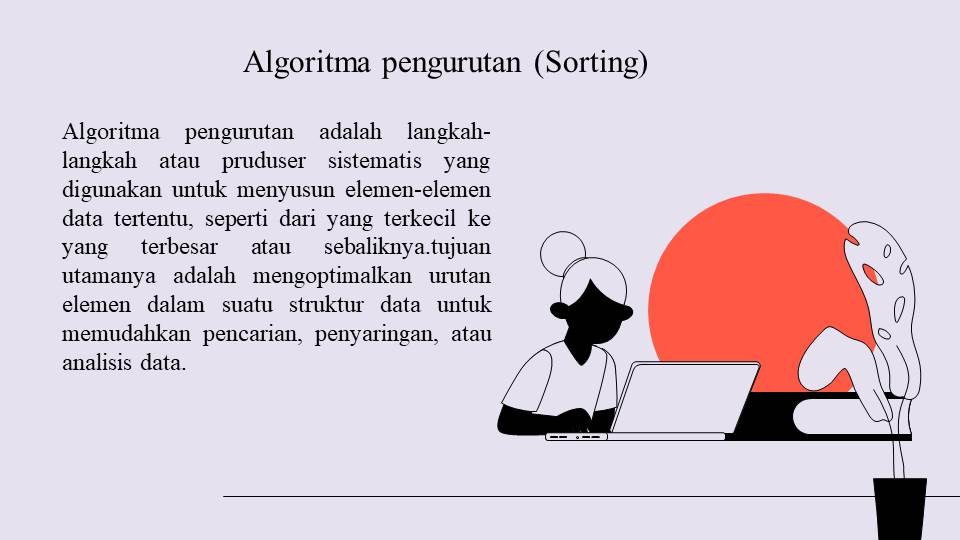 Algoritma pengurutan (Sorting)
Algoritma pengurutan adalah langkah-
langkah atau pruduser sistematis yang
digunakan untuk menyusun elemen-elemen
data tertentu, seperti dari yang terkecil ke
yang terbesar atau sebaliknya.tujuan
utamanya adalah mengoptimalkan urutan
elemen dalam suatu struktur data untuk
memudahkan pencarian, penyaringan, atau
analisis data.